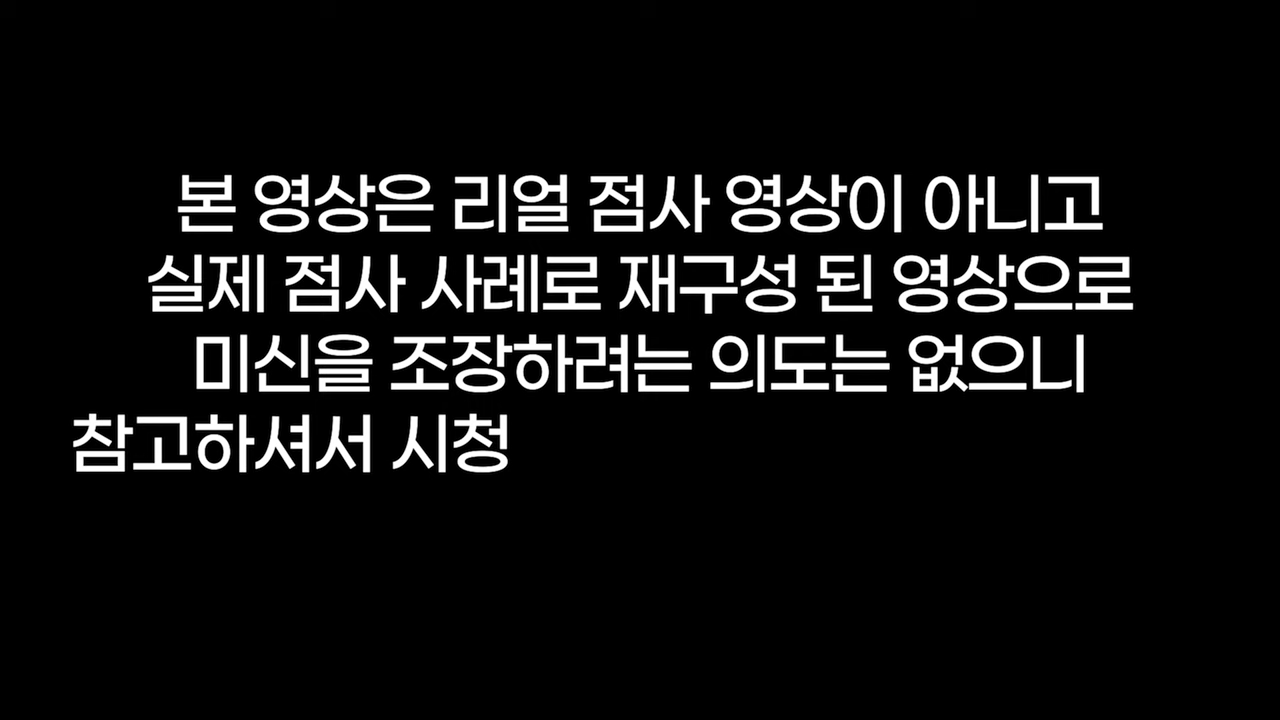 본 영상은 리얼 점사 영상이 아니고
실제 점사 사례로 재구성 된 영상으로
미신을 조장하려는 의도는 없으니
참고하셔서 시청